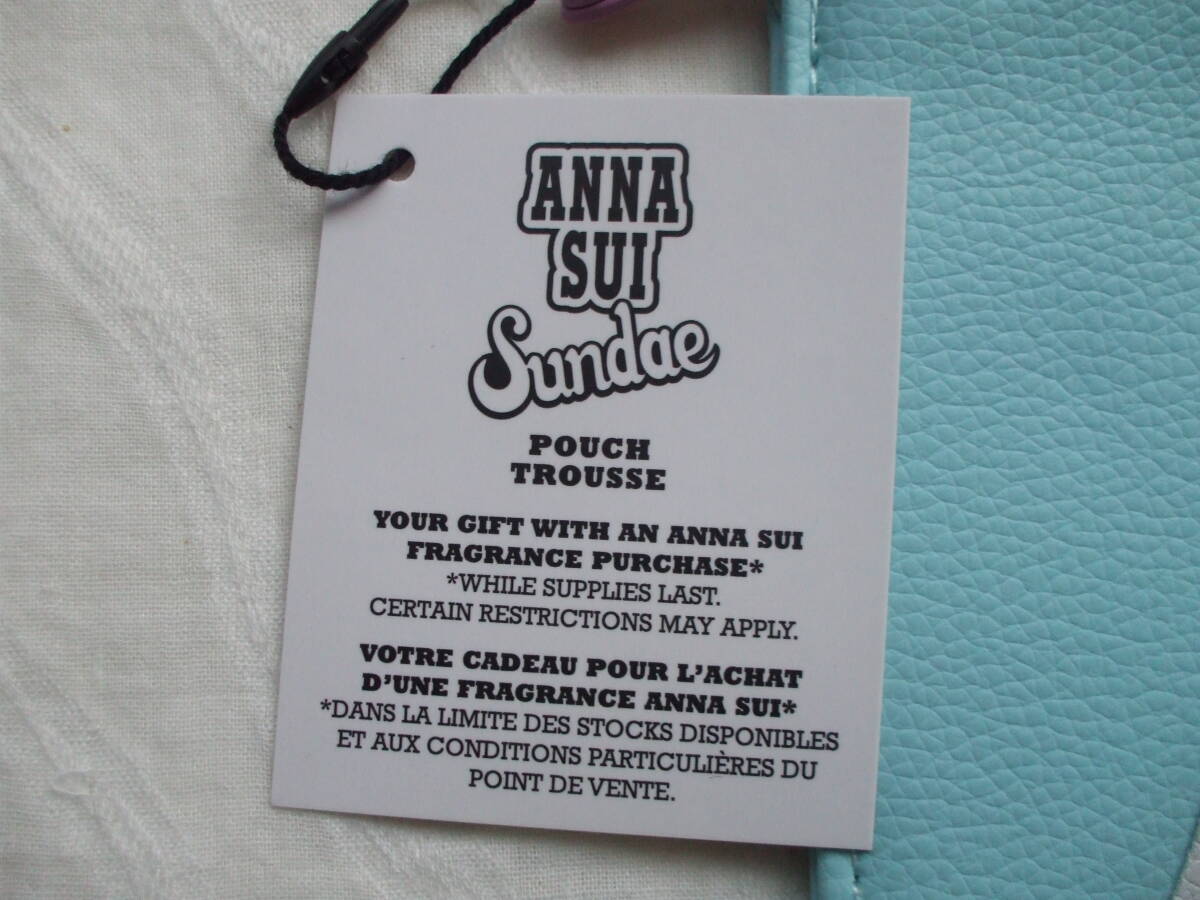 ANNA
SUI
Sundae
POUCH
TROUSSE
YOUR GIFT WITH AN ANNA SUI
FRAGRANCE PURCHASE*
*WHILE SUPPLIES LAST.
CERTAIN RESTRICTIONS MAY APPLY.
VOTRE CADEAU POUR L'ACHAT
D'UNE FRAGRANCE ANNA SUI*
*DANS LA LIMITE DES STOCKS DISPONIBLES
ET AUX CONDITIONS PARTICULIÈRES DU
POINT DE VENTE.